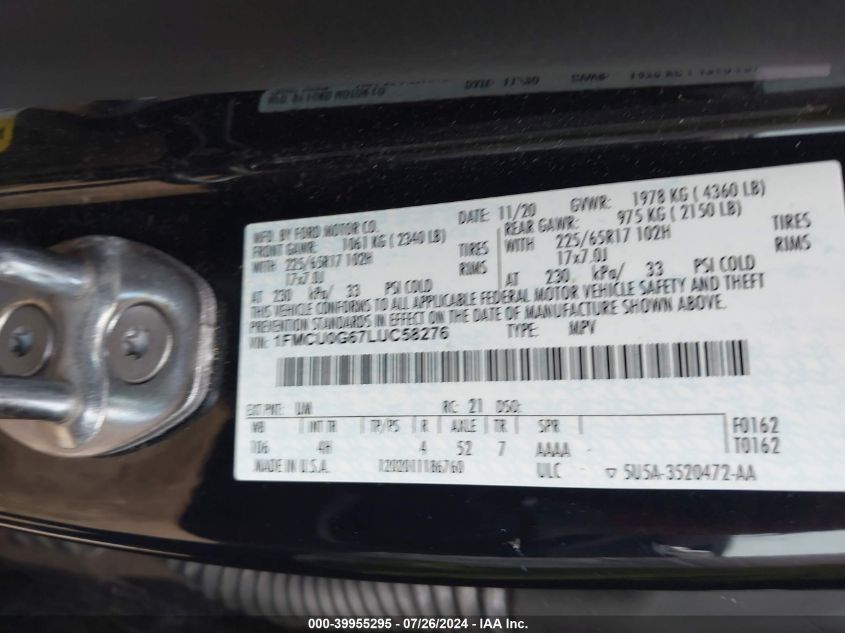 MFD. BY FORD MOTOR CO. DATE: 11/20 GVWR: 1978 KG ( 4360 LB)
FRONT GAWR: 1061 KG ( 2340 LB) REAR GAWR: 975 KG ( 2150 LB)
WITH 225/65R17 102H TIRES WITH 225/65R17 102H TIRES
17x7.0J RIMS 17x7.0J RIMS
AT 230 kPa/ 33 PSI COLD AT 230 kPa/ 33 PSI COLD
THIS VEHICLE CONFORMS TO ALL APPLICABLE FEDERAL MOTOR VEHICLE SAFETY AND THEFT
PREVENTION STANDARDS IN EFFECT ON THE DATE OF MANUFACTURE SHOWN ABOVE.
VIN: 1FMCU0G67LUC58276 TYPE: MPV
EXT PNT: UM RC: 21 DSO:
WB INT TR TP/PS R AXLE TR SPR F0162
106 4H 4 52 7 AAAA T0162
MADE IN U.S.A. 12020111186760 ULC ▽ 5U5A-3520472-AA
000-39955295 - 07/26/2024 - IAA Inc.